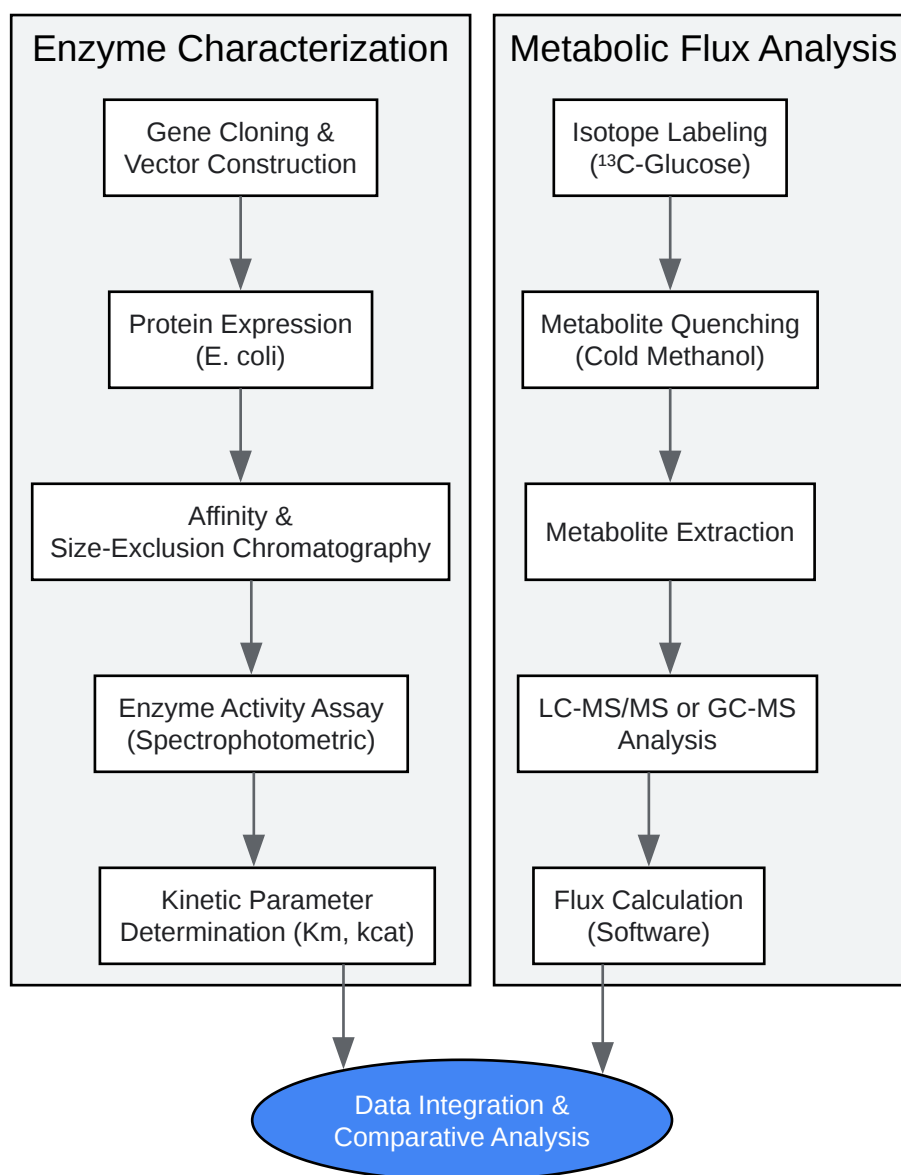 Enzyme Characterization
Gene Cloning &
Vector Construction
Protein Expression
(E. coli)
Affinity &
Size-Exclusion Chromatography
Enzyme Activity Assay
(Spectrophotometric)
Kinetic Parameter
Determination (Km, kcat)
Metabolic Flux Analysis
Isotope Labeling
(¹³C-Glucose)
Metabolite Quenching
(Cold Methanol)
Metabolite Extraction
LC-MS/MS or GC-MS
Analysis
Flux Calculation
(Software)
Data Integration &
Comparative Analysis